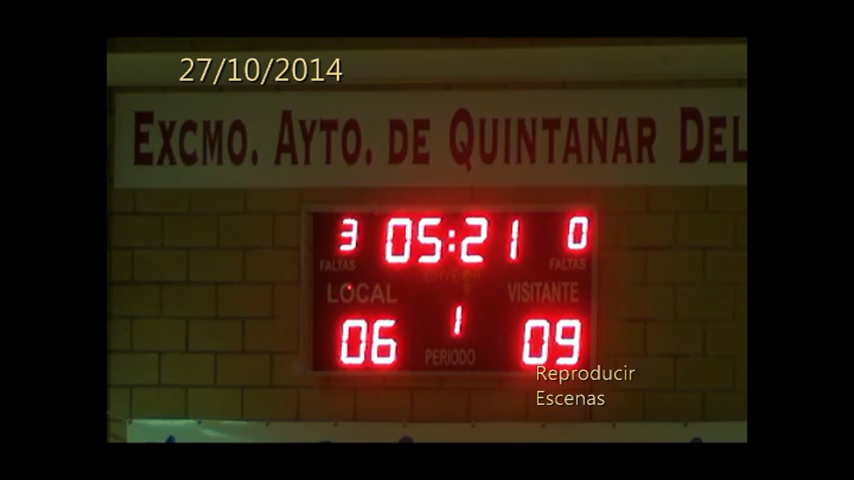 27/10/2014
EXCMO. AYTO. DE QUINTANAR DEL
3 05:21 0
FALTAS FALTAS
LOCAL VISITANTE
06 1 09
PERIODO
Reproducir
Escenas